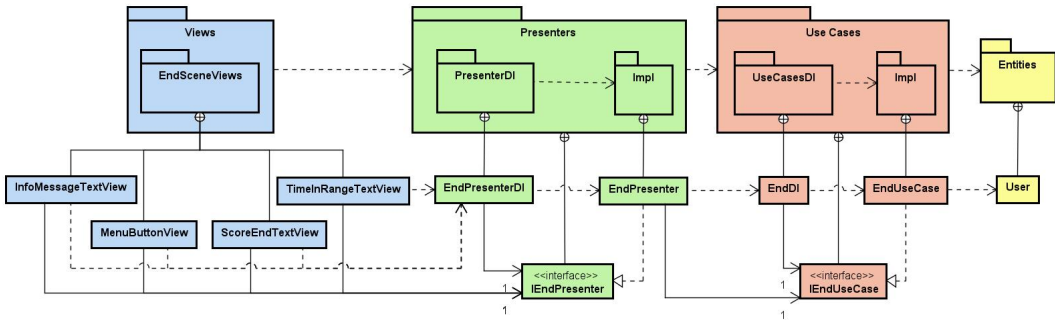 Views
Presenters
Use Cases
EndSceneViews
PresenterDI
Impl
UseCasesDI
Impl
Entities
InfoMessageTextView
TimeInRangeTextView
EndPresenterDI
EndPresenter
EndDI
EndUseCase
User
MenuButtonView
ScoreEndTextView
<<interface>>
IEndPresenter
<<interface>>
IEndUseCase
1
1
1
1